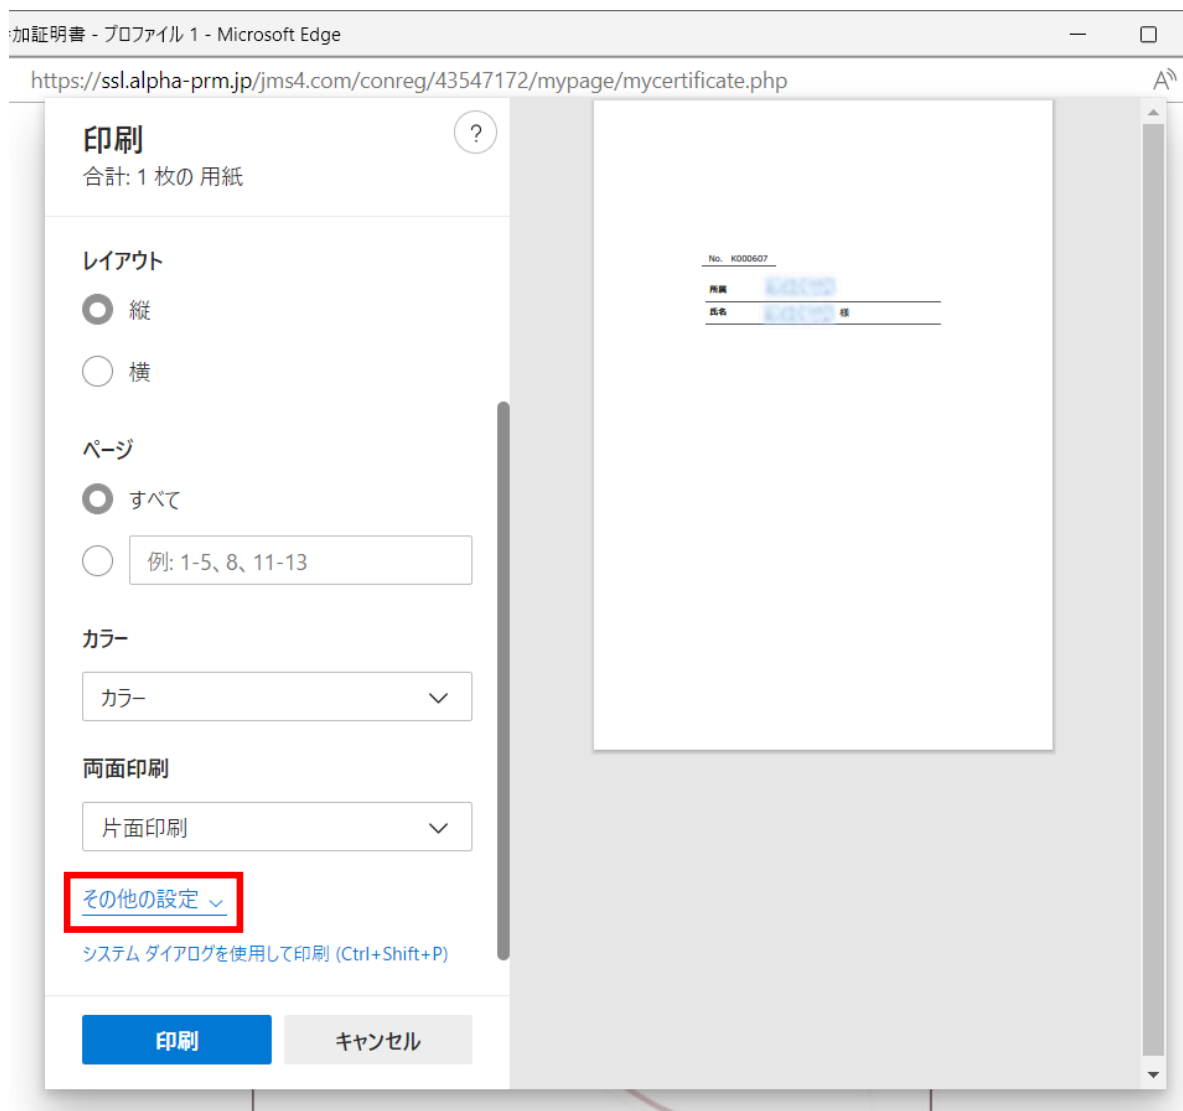 加証明書 - プロファイル 1 - Microsoft Edge
https://ssl.alpha-prm.jp/jms4.com/conreg/43547172/mypage/mycertificate.php
印刷
?
合計: 1 枚の 用紙
レイアウト
縦
横
ページ
すべて
例: 1-5、8、11-13
カラー
カラー
両面印刷
片面印刷
その他の設定
システム ダイアログを使用して印刷 (Ctrl+Shift+P)
印刷 キャンセル
No. K000607
所属
氏名 様